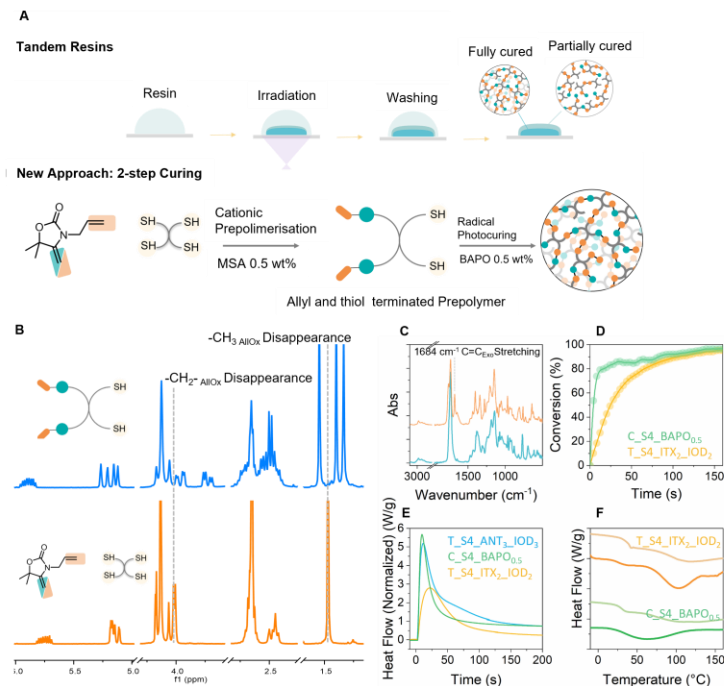 A
Tandem Resins
Fully cured
Partially cured
Resin
Irradiation
Washing
New Approach: 2-step Curing
O
O
N
SH
SH
SH
SH
Cationic
Prepolimerisation
MSA 0.5 wt%
SH
SH
Radical
Photocuring
BAPO 0.5 wt%
Allyl and thiol terminated Prepolymer
B
-CH3 AllOx Disappearance
-CH2- AllOx Disappearance
SH
SH
O
O
N
SH
SH
SH
SH
6.0
5.0
4.0
2.5
1.5
f1 (ppm)
C
1684 cm-1 C=CExo Stretching
Abs
3000
1500
1000
Wavenumber (cm-1)
D
Conversion (%)
100
80
60
40
20
0
C_S4_BAPO0.5
T_S4_ITX2_IOD2
0
50
100
150
Time (s)
E
Heat Flow (Normalized) (W/g)
6
5
4
3
2
1
0
T_S4_ANT3_IOD3
C_S4_BAPO0.5
T_S4_ITX2_IOD2
0
50
100
150
200
Time (s)
F
Heat Flow (W/g)
T_S4_ITX2_IOD2
C_S4_BAPO0.5
0
50
100
150
Temperature (°C)